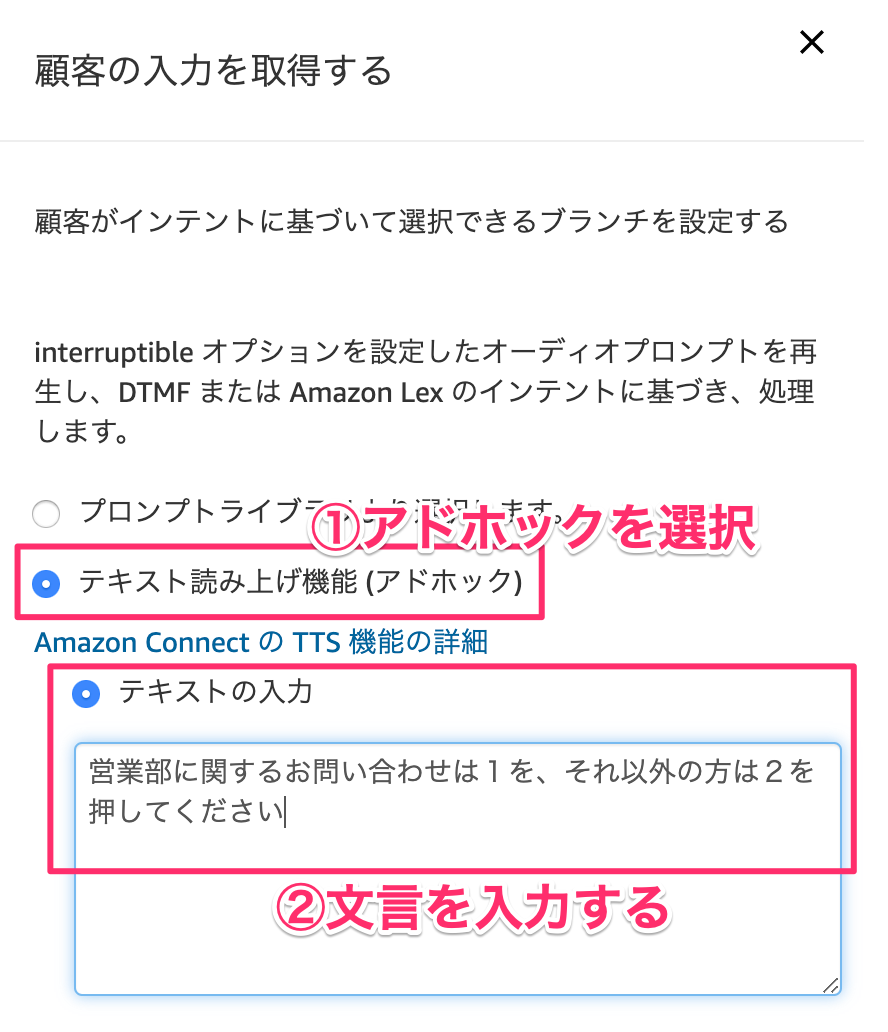 顧客の入力を取得する
顧客がインテントに基づいて選択できるブランチを設定する
interruptible オプションを設定したオーディオプロンプトを再
生し、DTMF または Amazon Lex のインテントに基づき、処理
します。
プロンプトライブラリより選択します。
①アドホックを選択
テキスト読み上げ機能 (アドホック)
Amazon Connect の TTS 機能の詳細
テキストの入力
営業部に関するお問い合わせは１を、それ以外の方は２を
押してください
②文言を入力する